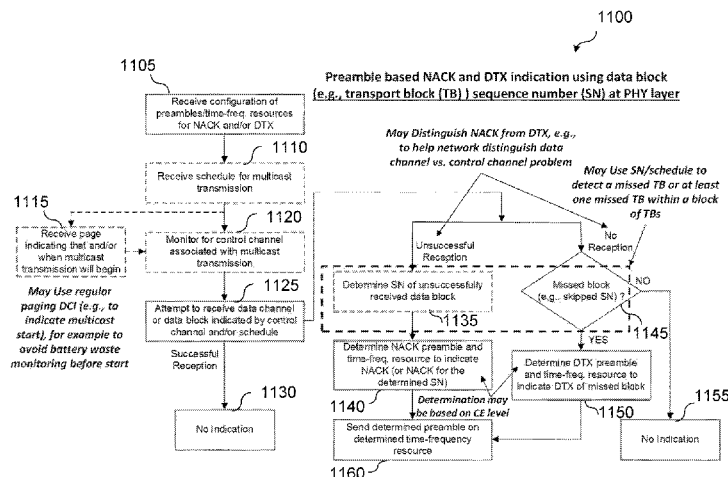 1100
Preamble based NACK and DTX indication using data block
(e.g., transport block (TB) ) sequence number (SN) at PHY layer
1105
Receive configuration of
preambles/time-freq. resources
for NACK and/or DTX
1110
Receive schedule for multicast
transmission
1115
Receive page
indicating that and/or
when multicast
transmission will begin
1120
Monitor for control channel
associated with multicast
transmission
May use regular
paging DCI (e.g., to
indicate multicast
start), for example to
avoid battery waste
monitoring before start
1125
Attempt to receive data channel
or data block indicated by control
channel and/or schedule
Successful
Reception
1130
No Indication
May Distinguish NACK from DTX, e.g.,
to help network distinguish data
channel vs. control channel problem
May Use SN/schedule to
detect a missed TB or at least
one missed TB within a block
of TBs
Unsuccessful
Reception
No
Reception
Determine SN of unsuccessfully
received data block
1135
Missed block
(e.g., skipped SN) ?
NO
1145
YES
Determine NACK preamble and
time-freq. resource to indicate
NACK (or NACK for the
determined SN)
1140
Determination may
be based on CE level
Determine DTX preamble
and time-freq. resource to
indicate DTX of missed block
1150
1155
No Indication
Send determined preamble on
determined time-frequency
resource
1160